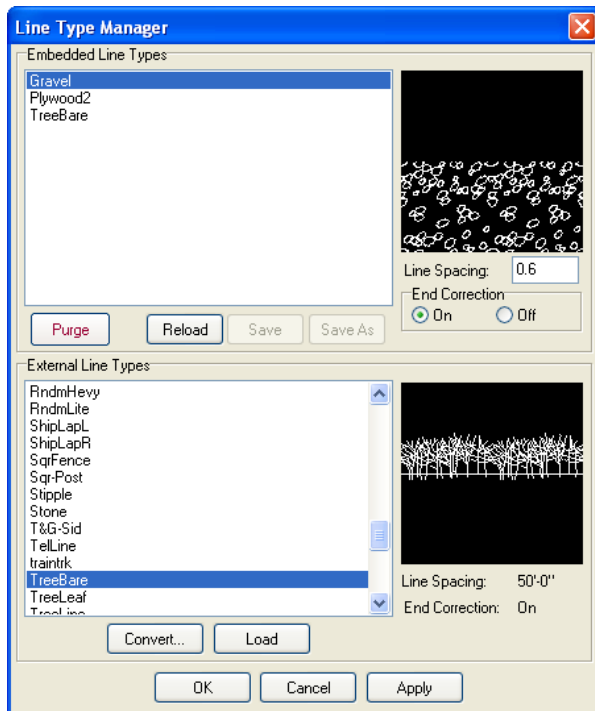 Line Type Manager
Embedded Line Types
Gravel
Plywood2
TreeBare
Line Spacing: 0.6
End Correction
On Off
Purge Reload Save Save As
External Line Types
RndmHevy
RndmLite
ShipLapL
ShipLapR
SqrFence
Sqr-Post
Stipple
Stone
T&G-Sid
TelLine
traintrk
TreeBare
TreeLeaf
TreeLine
Line Spacing: 50'-0"
End Correction: On
Convert... Load
OK Cancel Apply